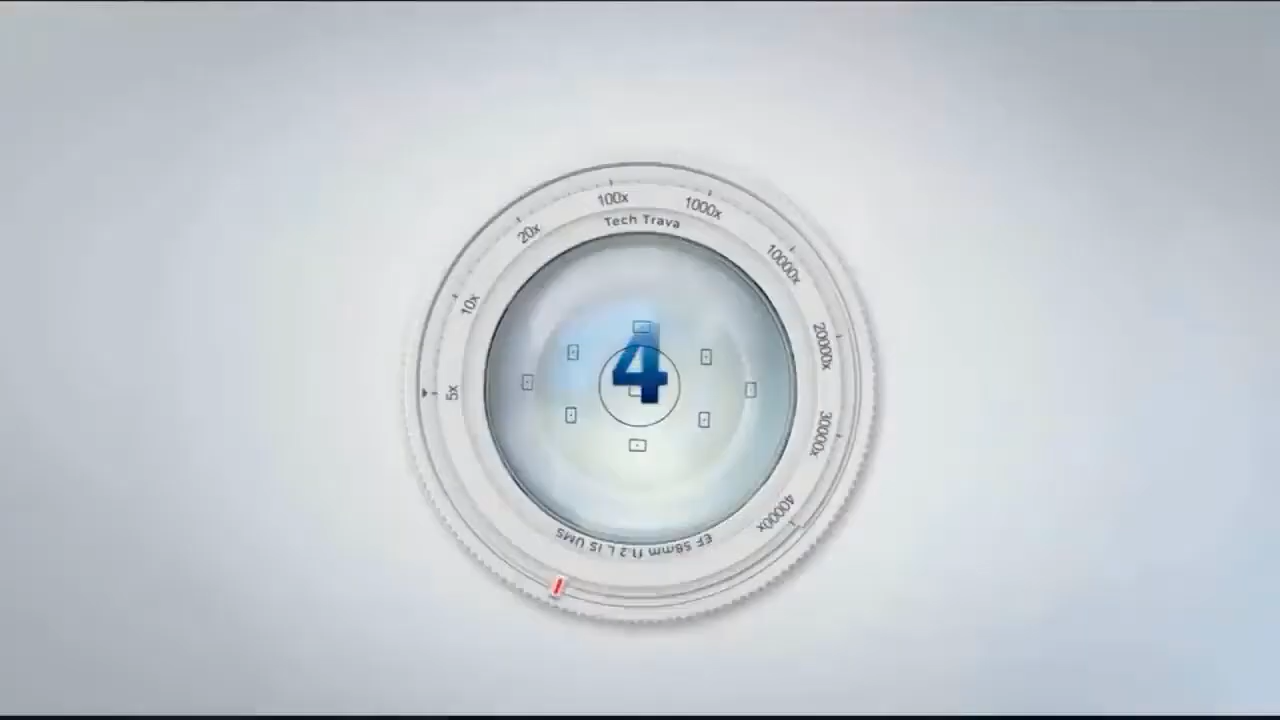 5x
10x
20x
100x
1000x
10000x
20000x
30000x
40000x
Tech Trava
4
EF 58mm f1.2 L IS UMS